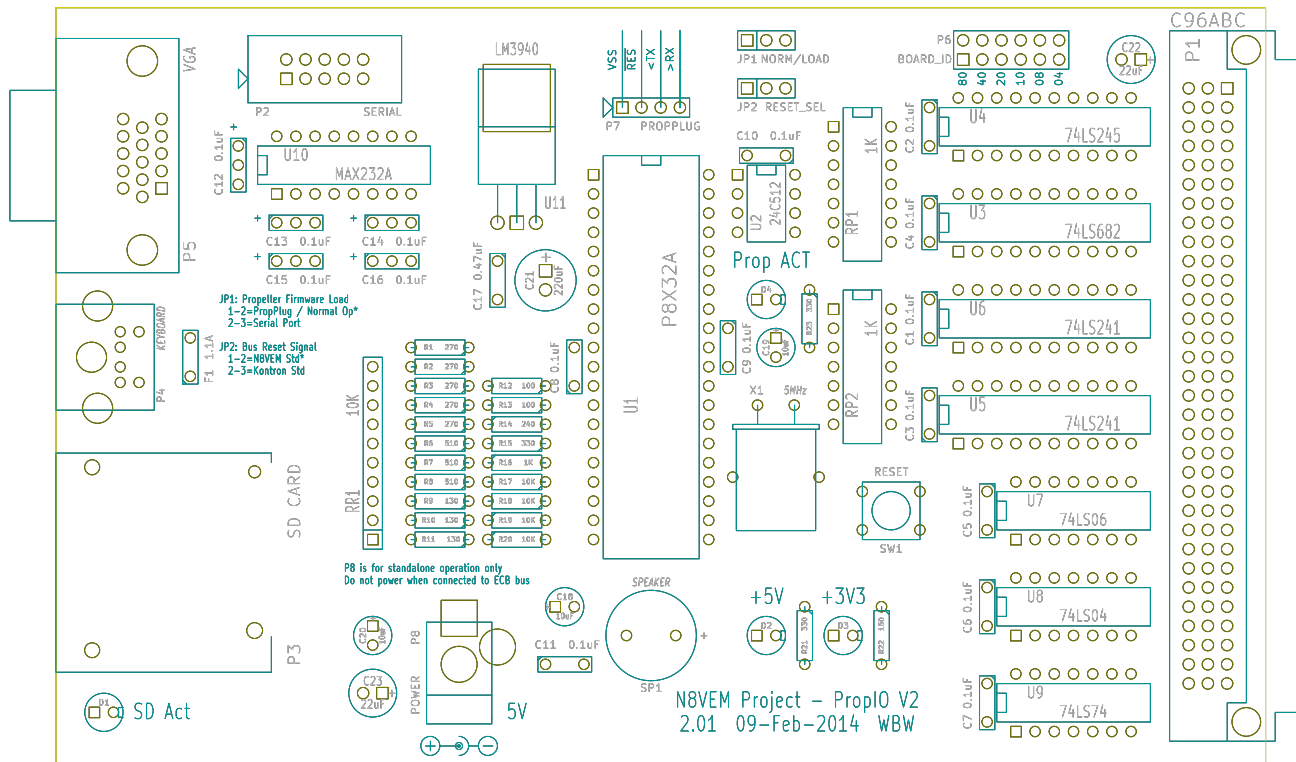 C96ABC
P1
VGA
P5
P2
SERIAL
LM3940
U11
VSS
RES
<TX
>RX
P7 PROPPLUG
JP1 NORM/LOAD
JP2 RESET_SEL
P6
BOARD_ID
80
40
20
10
08
04
C22
22uF
+
C12 0.1uF
+
U10
MAX232A
+
C13 0.1uF
+
C14 0.1uF
+
C15 0.1uF
+
C16 0.1uF
C17 0.47uF
+
C21
220uF
C10 0.1uF
U2
24C512
RP1
1K
C2 0.1uF
U4
74LS245
C4 0.1uF
U3
74LS682
C1 0.1uF
U6
74LS241
C3 0.1uF
U5
74LS241
RP2
1K
Prop ACT
D4
R23 330
C19
10uF
C9 0.1uF
P8X32A
U1
JP1: Propeller Firmware Load
1-2=PropPlug / Normal Op*
2-3=Serial Port
JP2: Bus Reset Signal
1-2=N8VEM Std*
2-3=Kontron Std
KEYBOARD
P4
F1 1.1A
C8 0.1uF
R1 270
R2 270
R3 270
R4 270
R5 270
R6 510
R7 510
R8 510
R9 130
R10 130
R11 130
R12 100
R13 100
R14 240
R15 330
R16 1K
R17 10K
R18 10K
R19 10K
R20 10K
RR1
10K
SD CARD
P3
X1
5MHz
RESET
SW1
C5 0.1uF
U7
74LS06
C6 0.1uF
U8
74LS04
C7 0.1uF
U9
74LS74
P8 is for standalone operation only
Do not power when connected to ECB bus
C20
10uF
C23
22uF
+
P8
POWER
5V
C18
10uF
C11 0.1uF
SPEAKER
+
SP1
+5V
D2
R21 330
+3V3
D3
R22 150
D1
SD Act
N8VEM Project - PropIO V2
2.01 09-Feb-2014 WBW